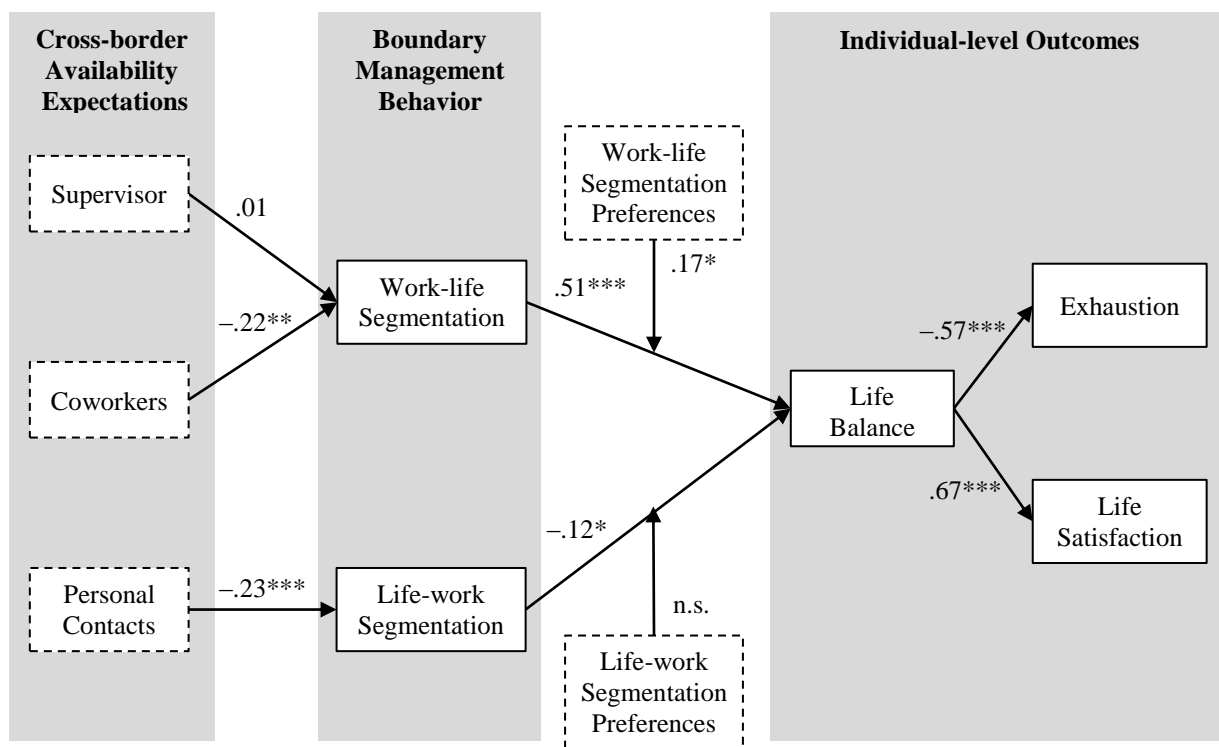 Cross-border
Availability
Expectations
Boundary
Management
Behavior
Individual-level Outcomes
Supervisor
.01
Coworkers
–.22**
Personal
Contacts
–.23***
Work-life
Segmentation
Life-work
Segmentation
Work-life
Segmentation
Preferences
.17*
.51***
–.12*
n.s.
Life-work
Segmentation
Preferences
Life
Balance
–.57***
.67***
Exhaustion
Life
Satisfaction